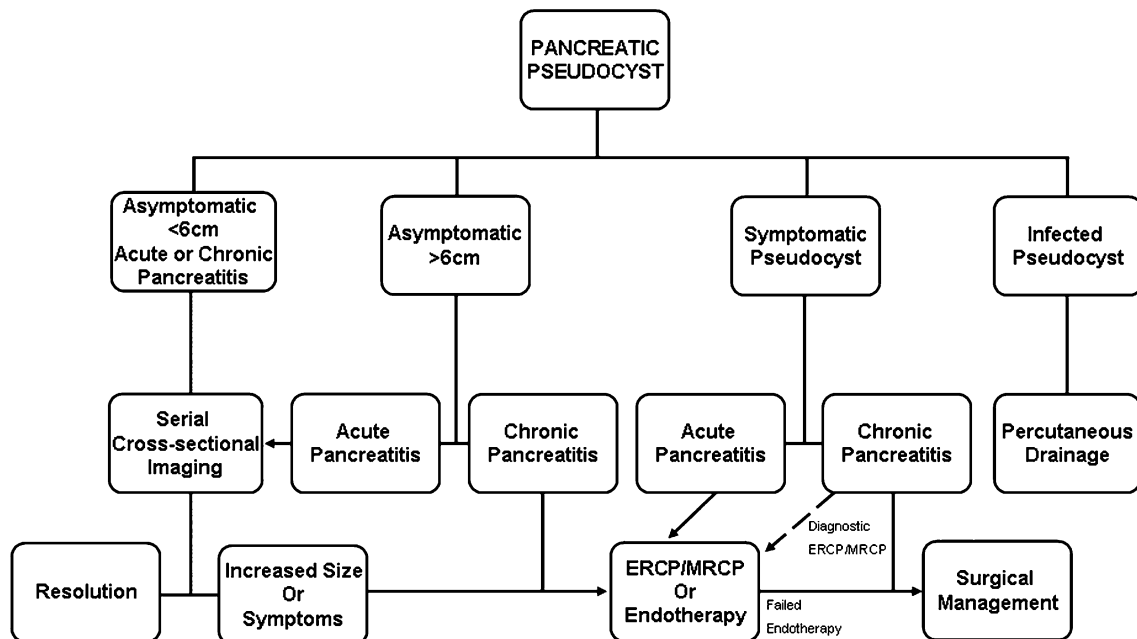 PANCREATIC
PSEUDOCYST
Asymptomatic
<6cm
Acute or Chronic
Pancreatitis
Asymptomatic
>6cm
Symptomatic
Pseudocyst
Infected
Pseudocyst
Serial
Cross-sectional
Imaging
Acute
Pancreatitis
Chronic
Pancreatitis
Acute
Pancreatitis
Chronic
Pancreatitis
Percutaneous
Drainage
Diagnostic
ERCP/MRCP
Resolution
Increased Size
Or
Symptoms
ERCP/MRCP
Or
Endotherapy
Failed
Endotherapy
Surgical
Management